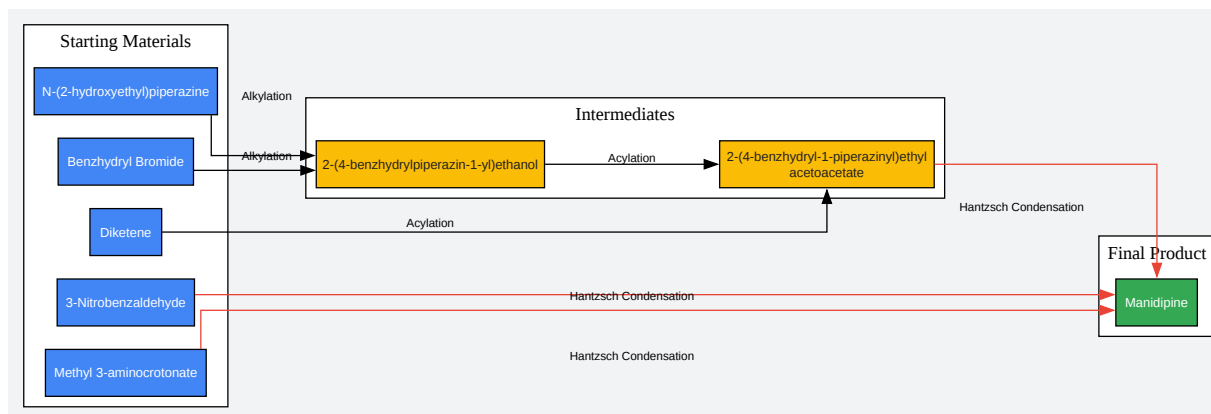 Starting Materials
N-(2-hydroxyethyl)piperazine
Alkylation
Intermediates
Benzhydryl Bromide
Alkylation
2-(4-benzhydrylpiperazin-1-yl)ethanol
Acylation
2-(4-benzhydryl-1-piperazinyl)ethyl
acetoacetate
Diketene
Acylation
Hantzsch Condensation
Final Product
3-Nitrobenzaldehyde
Hantzsch Condensation
Manidipine
Methyl 3-aminocrotonate
Hantzsch Condensation